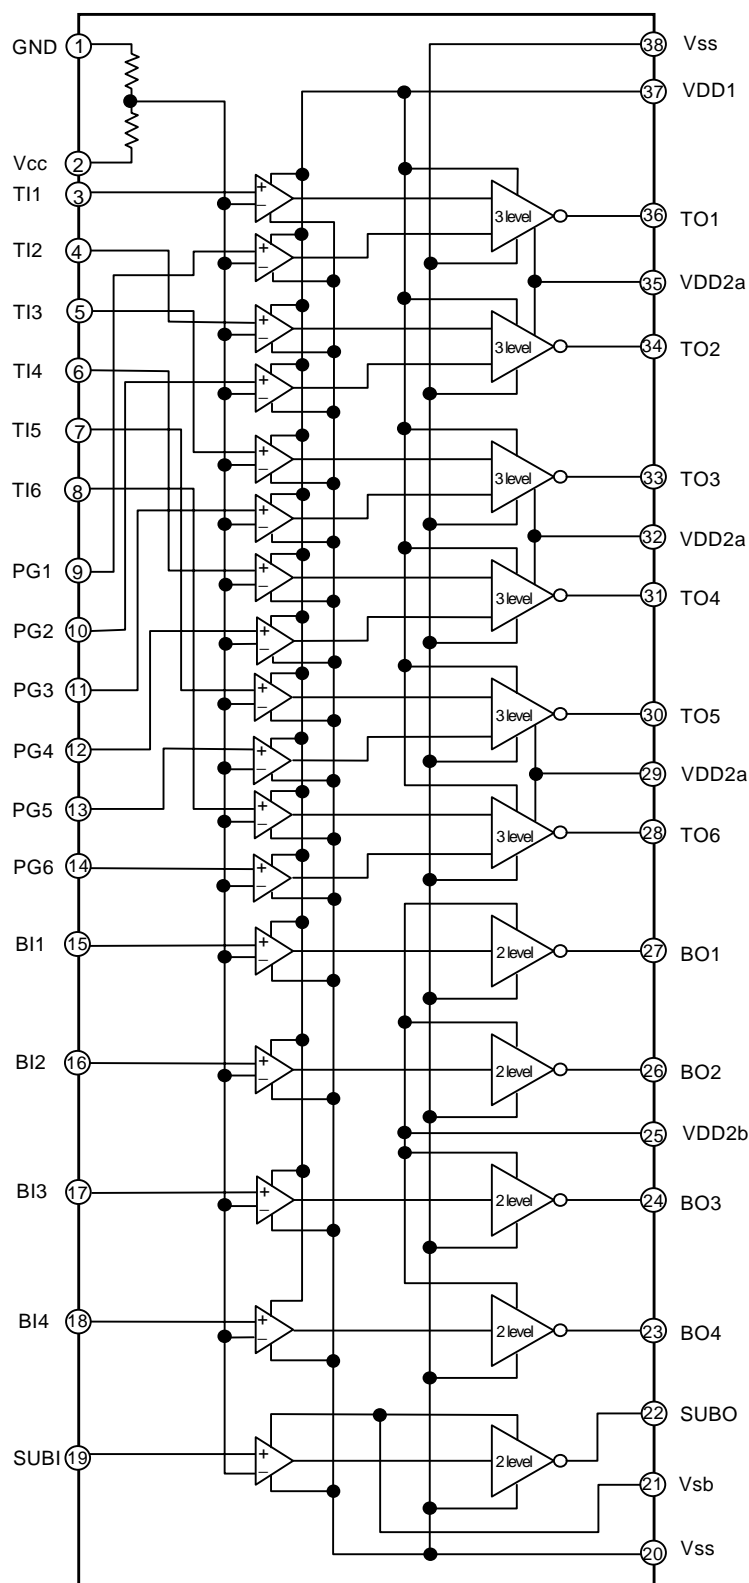 GND 1
Vcc 2
TI1 3
TI2 4
TI3 5
TI4 6
TI5 7
TI6 8
PG1 9
PG2 10
PG3 11
PG4 12
PG5 13
PG6 14
BI1 15
BI2 16
BI3 17
BI4 18
SUBI 19
+
−
+
−
+
−
+
−
+
−
+
−
+
−
+
−
+
−
+
−
+
−
+
−
+
−
+
−
+
−
+
−
+
−
3 level
3 level
3 level
3 level
3 level
3 level
2 level
2 level
2 level
2 level
2 level
38 Vss
37 VDD1
36 TO1
35 VDD2a
34 TO2
33 TO3
32 VDD2a
31 TO4
30 TO5
29 VDD2a
28 TO6
27 BO1
26 BO2
25 VDD2b
24 BO3
23 BO4
22 SUBO
21 Vsb
20 Vss